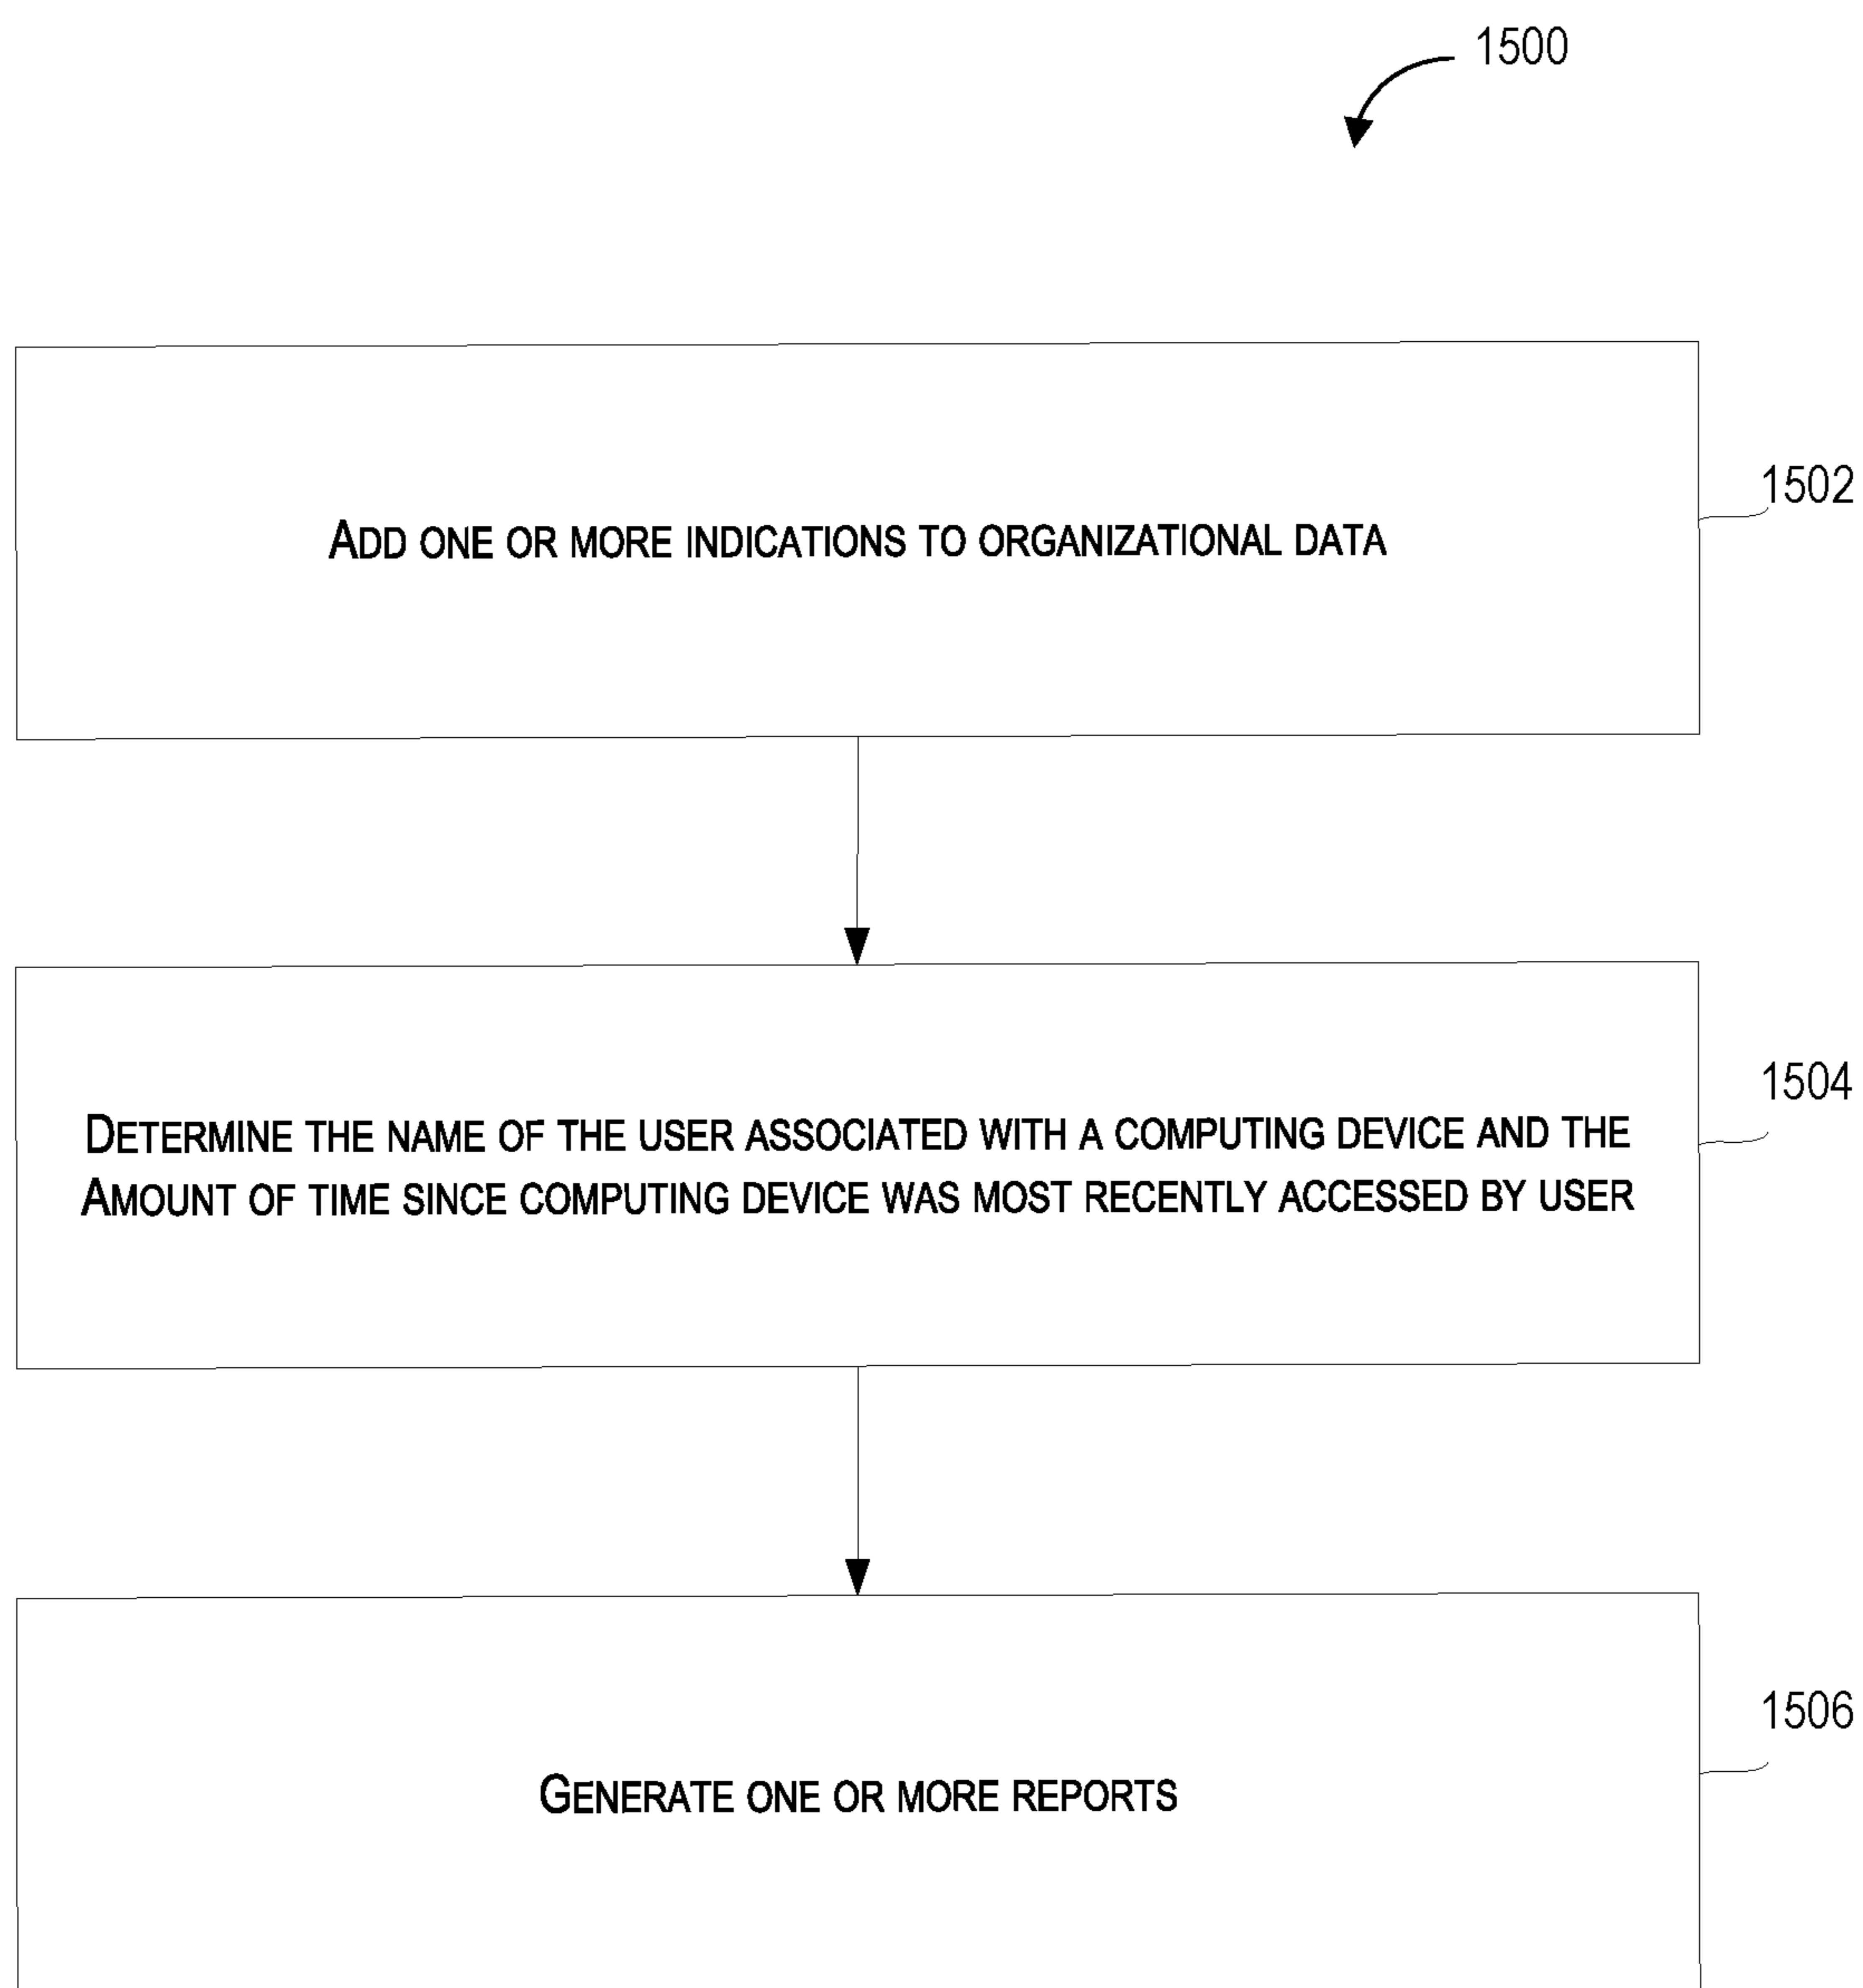 1500
1502
Add one or more indications to organizational data
1504
Determine the name of the user associated with a computing device and the
Amount of time since computing device was most recently accessed by user
1506
Generate one or more reports